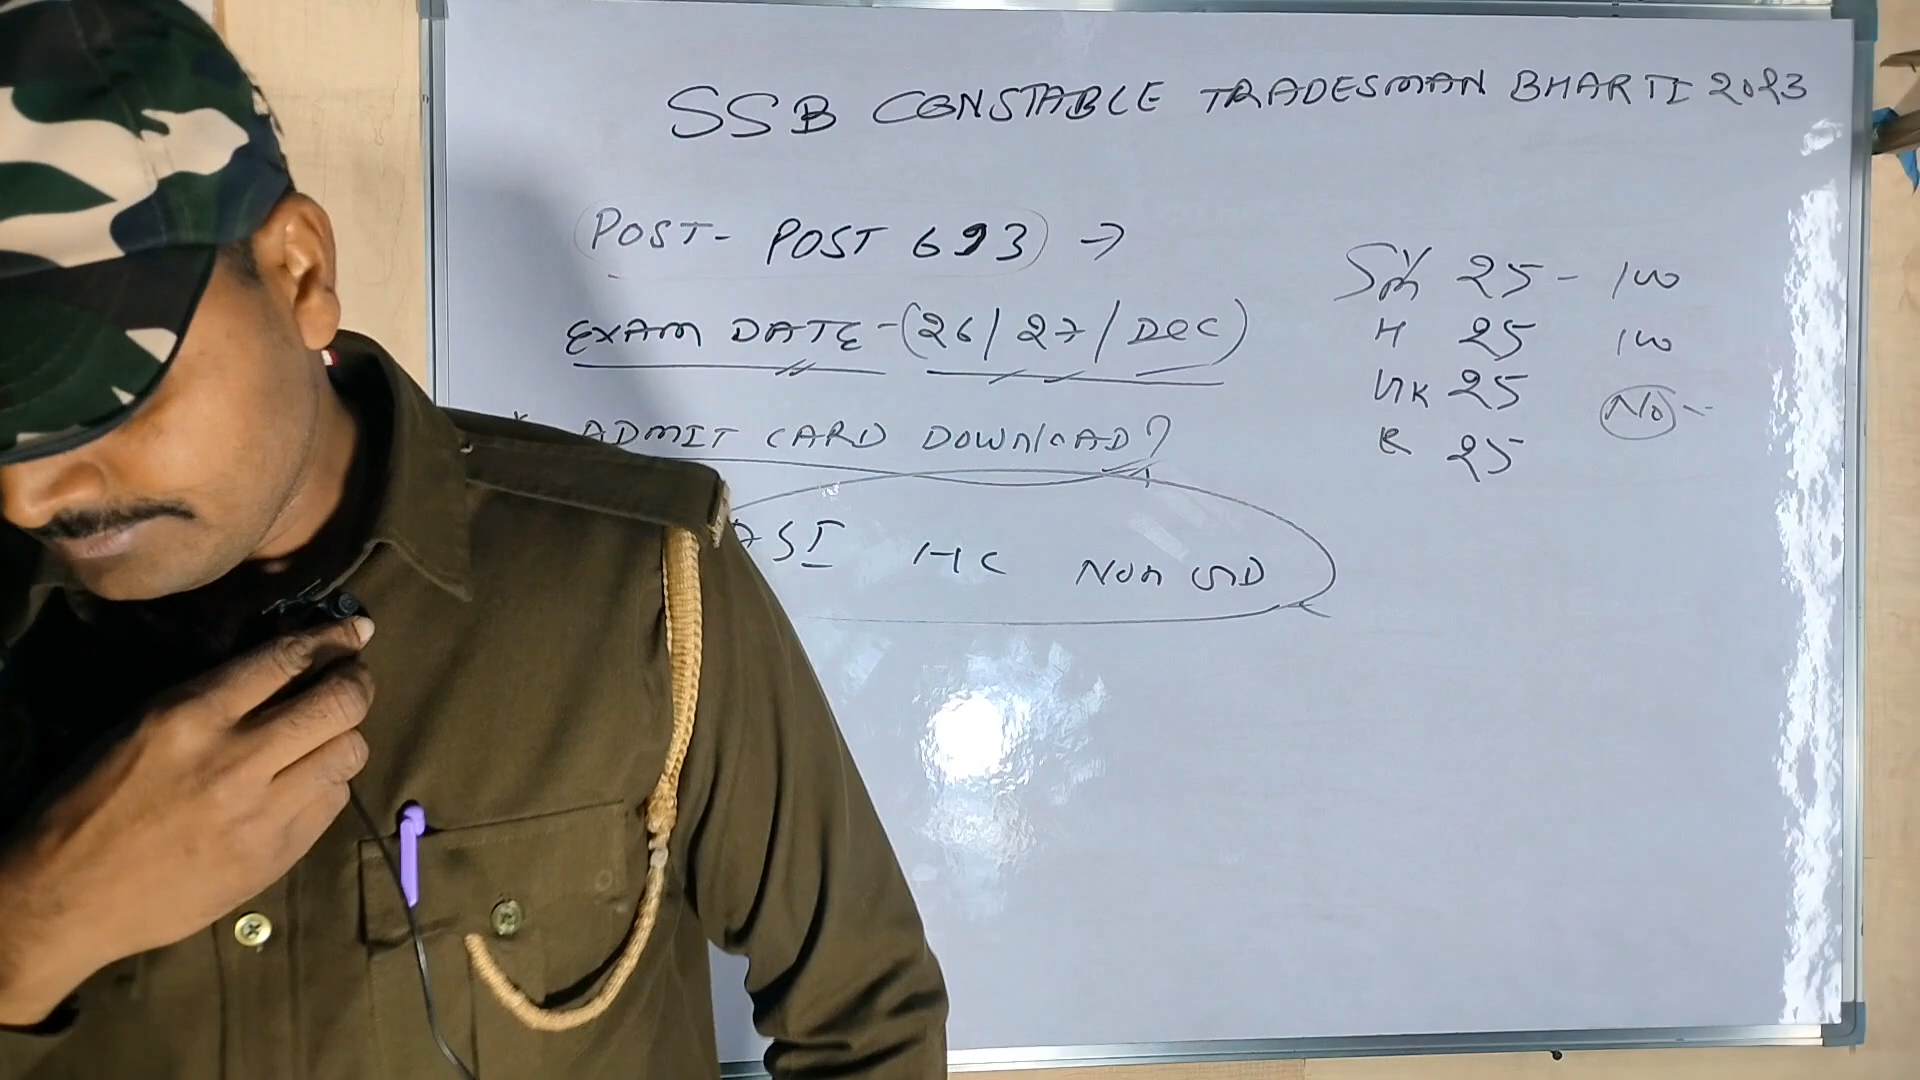 SSB CONSTABLE TRADESMAN BHARTI 2023
POST- POST 693 →
EXAM DATE-(26/27/DEC)
ADMIT CARD DOWNLOAD?
ASI HC Non GD
25 - 100
H 25 100
GK 25 No
R 25